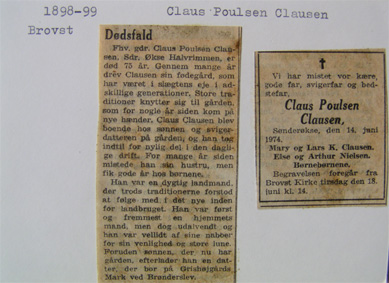 1898-99 Claus Poulsen Clausen
Brovst
Dødsfald
Fhv. gdr. Claus Poulsen Clau-
sen, Sdr. Økse Halvrimmen, er
død 75 år. Gennem mange år
drev Clausen sin fødegård, som
har været i slægtens eje i ad-
skillige generationer. Store tra-
ditioner knytter sig til gården,
som for nogle år siden kom på
nye hænder. Claus Clausen blev
boende hos sønnen og sviger-
datteren på gården, og han tog
indtil for nylig del i den dagli-
ge drift. For mange år siden
mistede han sin hustru, men
fik gode år hos børnene.
Han var en dygtig landmand,
der trods traditionerne forstod
at følge med i det nye inden
for landbruget. Han var først
og fremmest en hjemmets
mand, men dog udadvendt og
han var vellidt af sine naboer
for sin venlighed og store lune.
Foruden sønnen, der nu har
gården, efterlader han en dat-
ter, der bor på Grishøjgårds
Mark ved Brønderslev.
Vi har mistet vor kære,
gode far, svigerfar og bed-
stefar,
Claus Poulsen
Clausen,
Sønderøkse, den 14. juni
1974.
Mary og Lars K. Clausen.
Else og Arthur Nielsen.
Børnebørnene.
Begravelsen foregår fra
Brovst Kirke tirsdag den 18.
juni kl. 14.